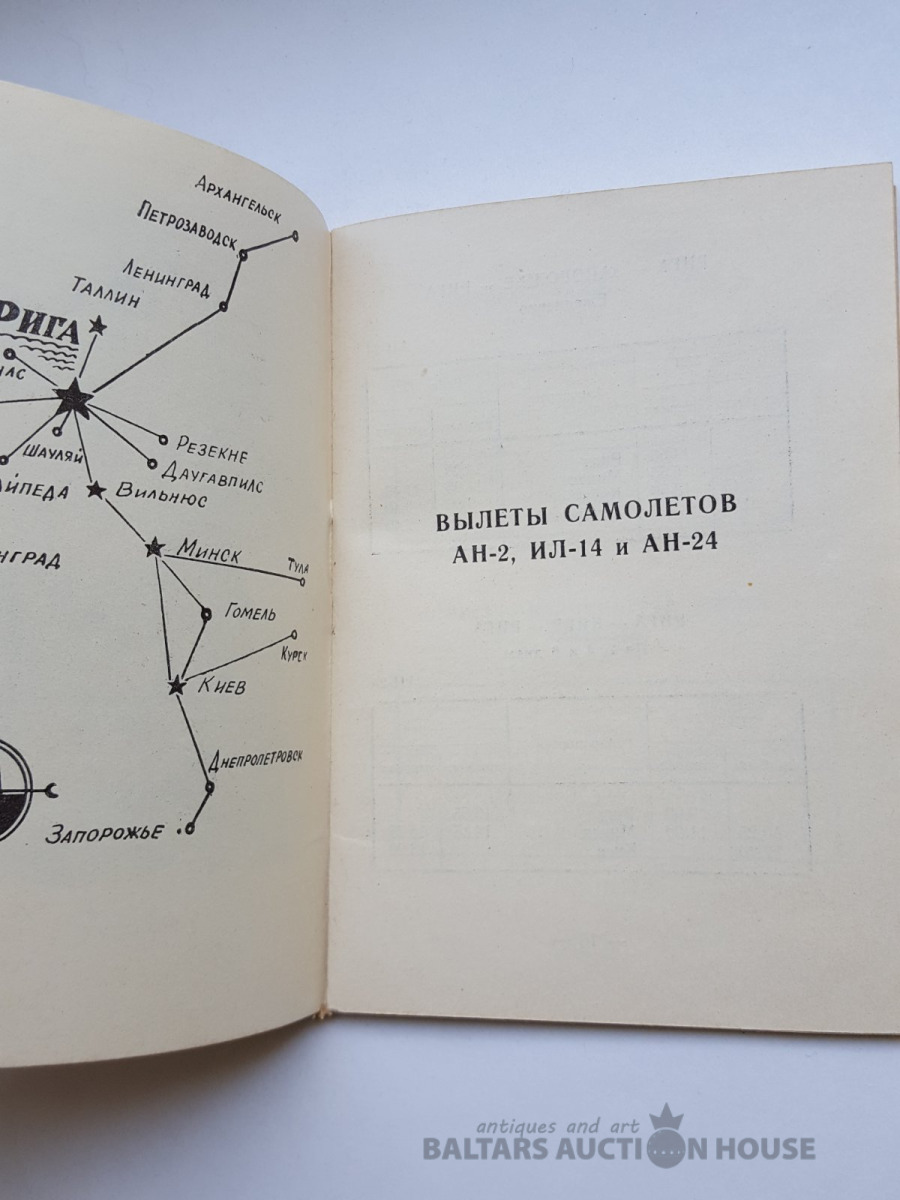 Архангельск
Петрозаводск
Ленинград
Таллин
Рига
Резекне
Даугавпилс
Шауляй
Вильнюс
Минск
Тула
Гомель
Курск
Киев
Днепропетровск
Запорожье
ВЫЛЕТЫ САМОЛЕТОВ
АН-2, ИЛ-14 и АН-24
antiques and art
BALTARS AUCTION HOUSE